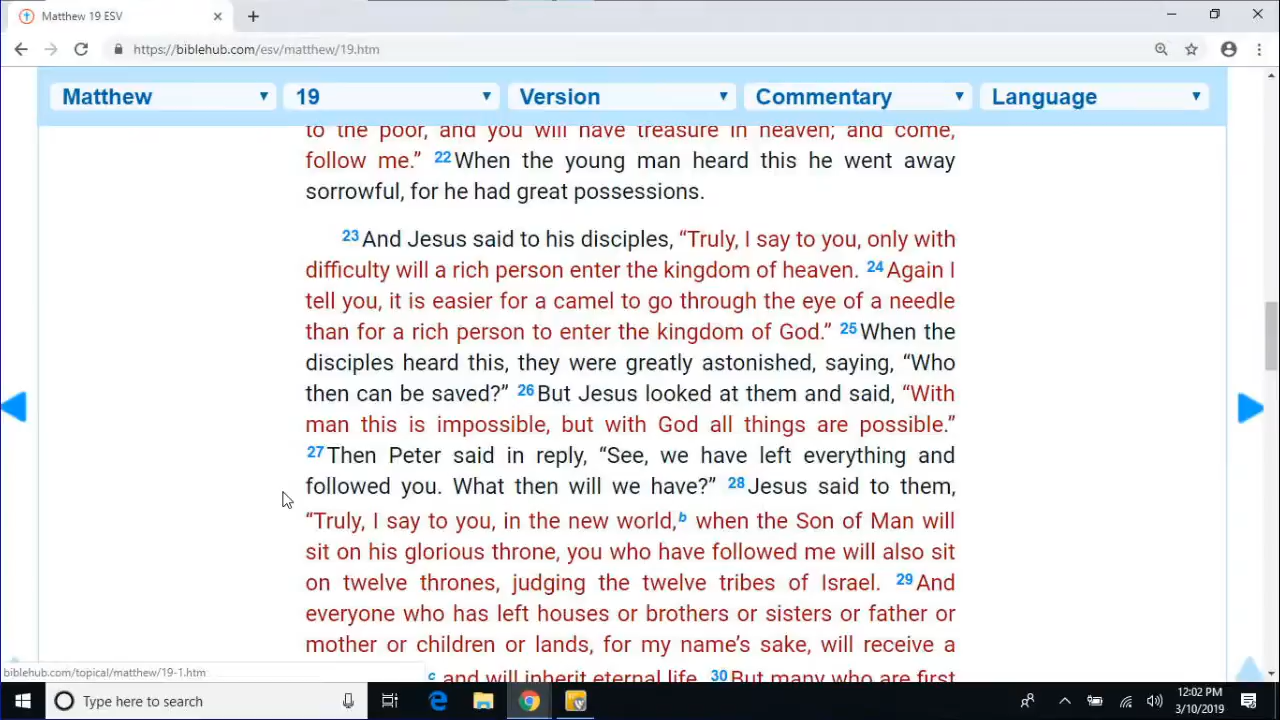 Matthew 19 ESV
https://biblehub.com/esv/matthew/19.htm
Matthew 19 Version Commentary Language
to the poor, and you will have treasure in heaven; and come,
follow me.” 22 When the young man heard this he went away
sorrowful, for he had great possessions.
23 And Jesus said to his disciples, “Truly, I say to you, only with
difficulty will a rich person enter the kingdom of heaven. 24 Again I
tell you, it is easier for a camel to go through the eye of a needle
than for a rich person to enter the kingdom of God.” 25 When the
disciples heard this, they were greatly astonished, saying, “Who
then can be saved?” 26 But Jesus looked at them and said, “With
man this is impossible, but with God all things are possible.”
27 Then Peter said in reply, “See, we have left everything and
followed you. What then will we have?” 28 Jesus said to them,
“Truly, I say to you, in the new world,b when the Son of Man will
sit on his glorious throne, you who have followed me will also sit
on twelve thrones, judging the twelve tribes of Israel. 29 And
everyone who has left houses or brothers or sisters or father or
mother or children or lands, for my name’s sake, will receive a
c and will inherit eternal life. 30 But many who are first
biblehub.com/topical/matthew/19-1.htm
Type here to search
12:02 PM
3/10/2019